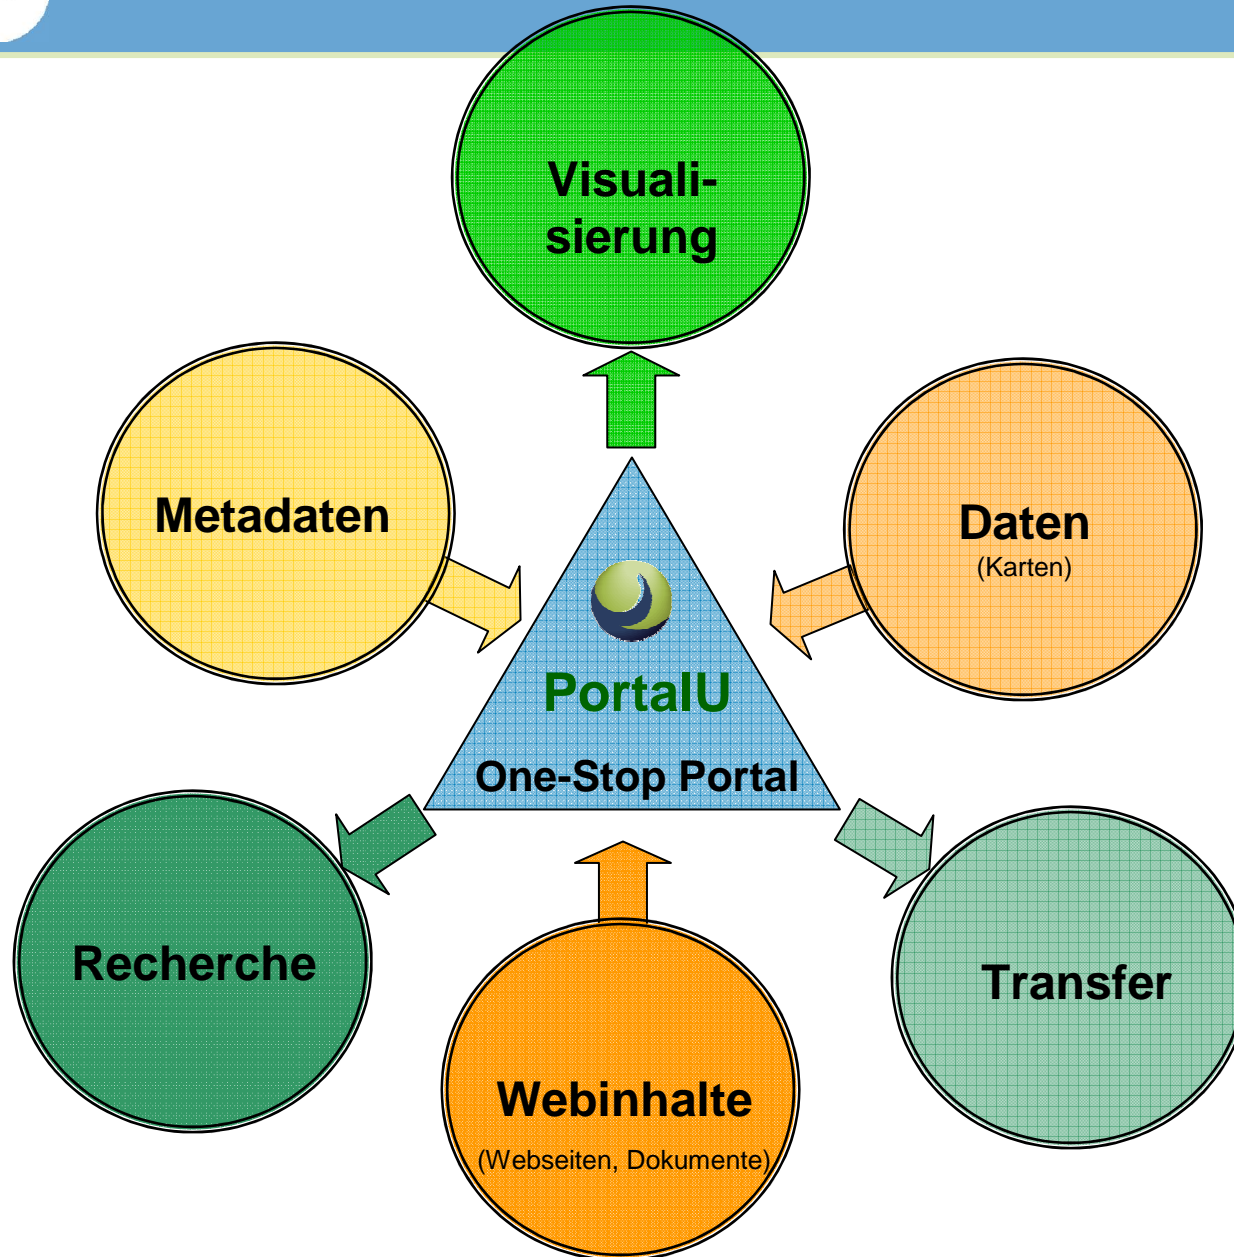 Visuali-
sierung
Metadaten
Daten
(Karten)
PortalU
One-Stop Portal
Recherche
Transfer
Webinhalte
(Webseiten, Dokumente)